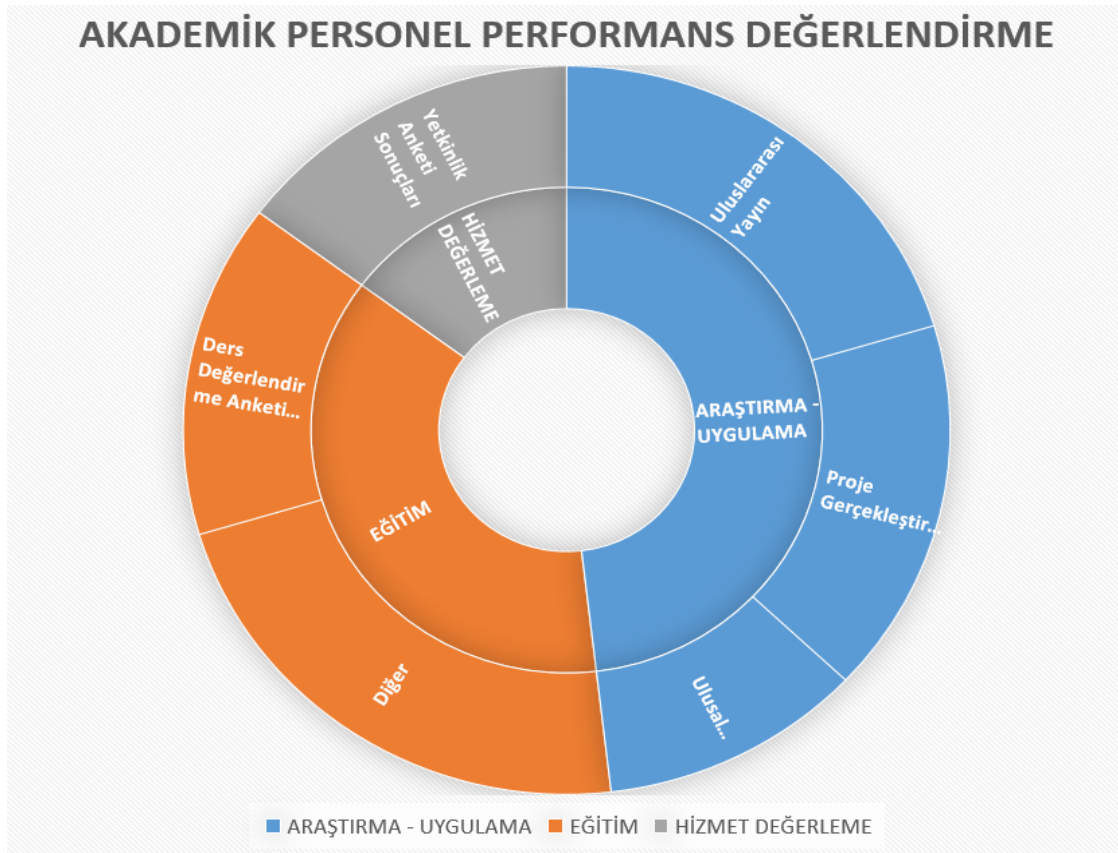 AKADEMİK PERSONEL PERFORMANS DEĞERLENDİRME
Yetkinlik
Anketi
Sonuçları
HİZMET
DEĞERLEME
Uluslararası
Yayın
Ders
Değerlendir
me Anketi...
ARAŞTIRMA -
UYGULAMA
Proje
Gerçekleştir...
EĞİTİM
Diğer
Ulusal...
ARAŞTIRMA - UYGULAMA
EĞİTİM
HİZMET DEĞERLEME